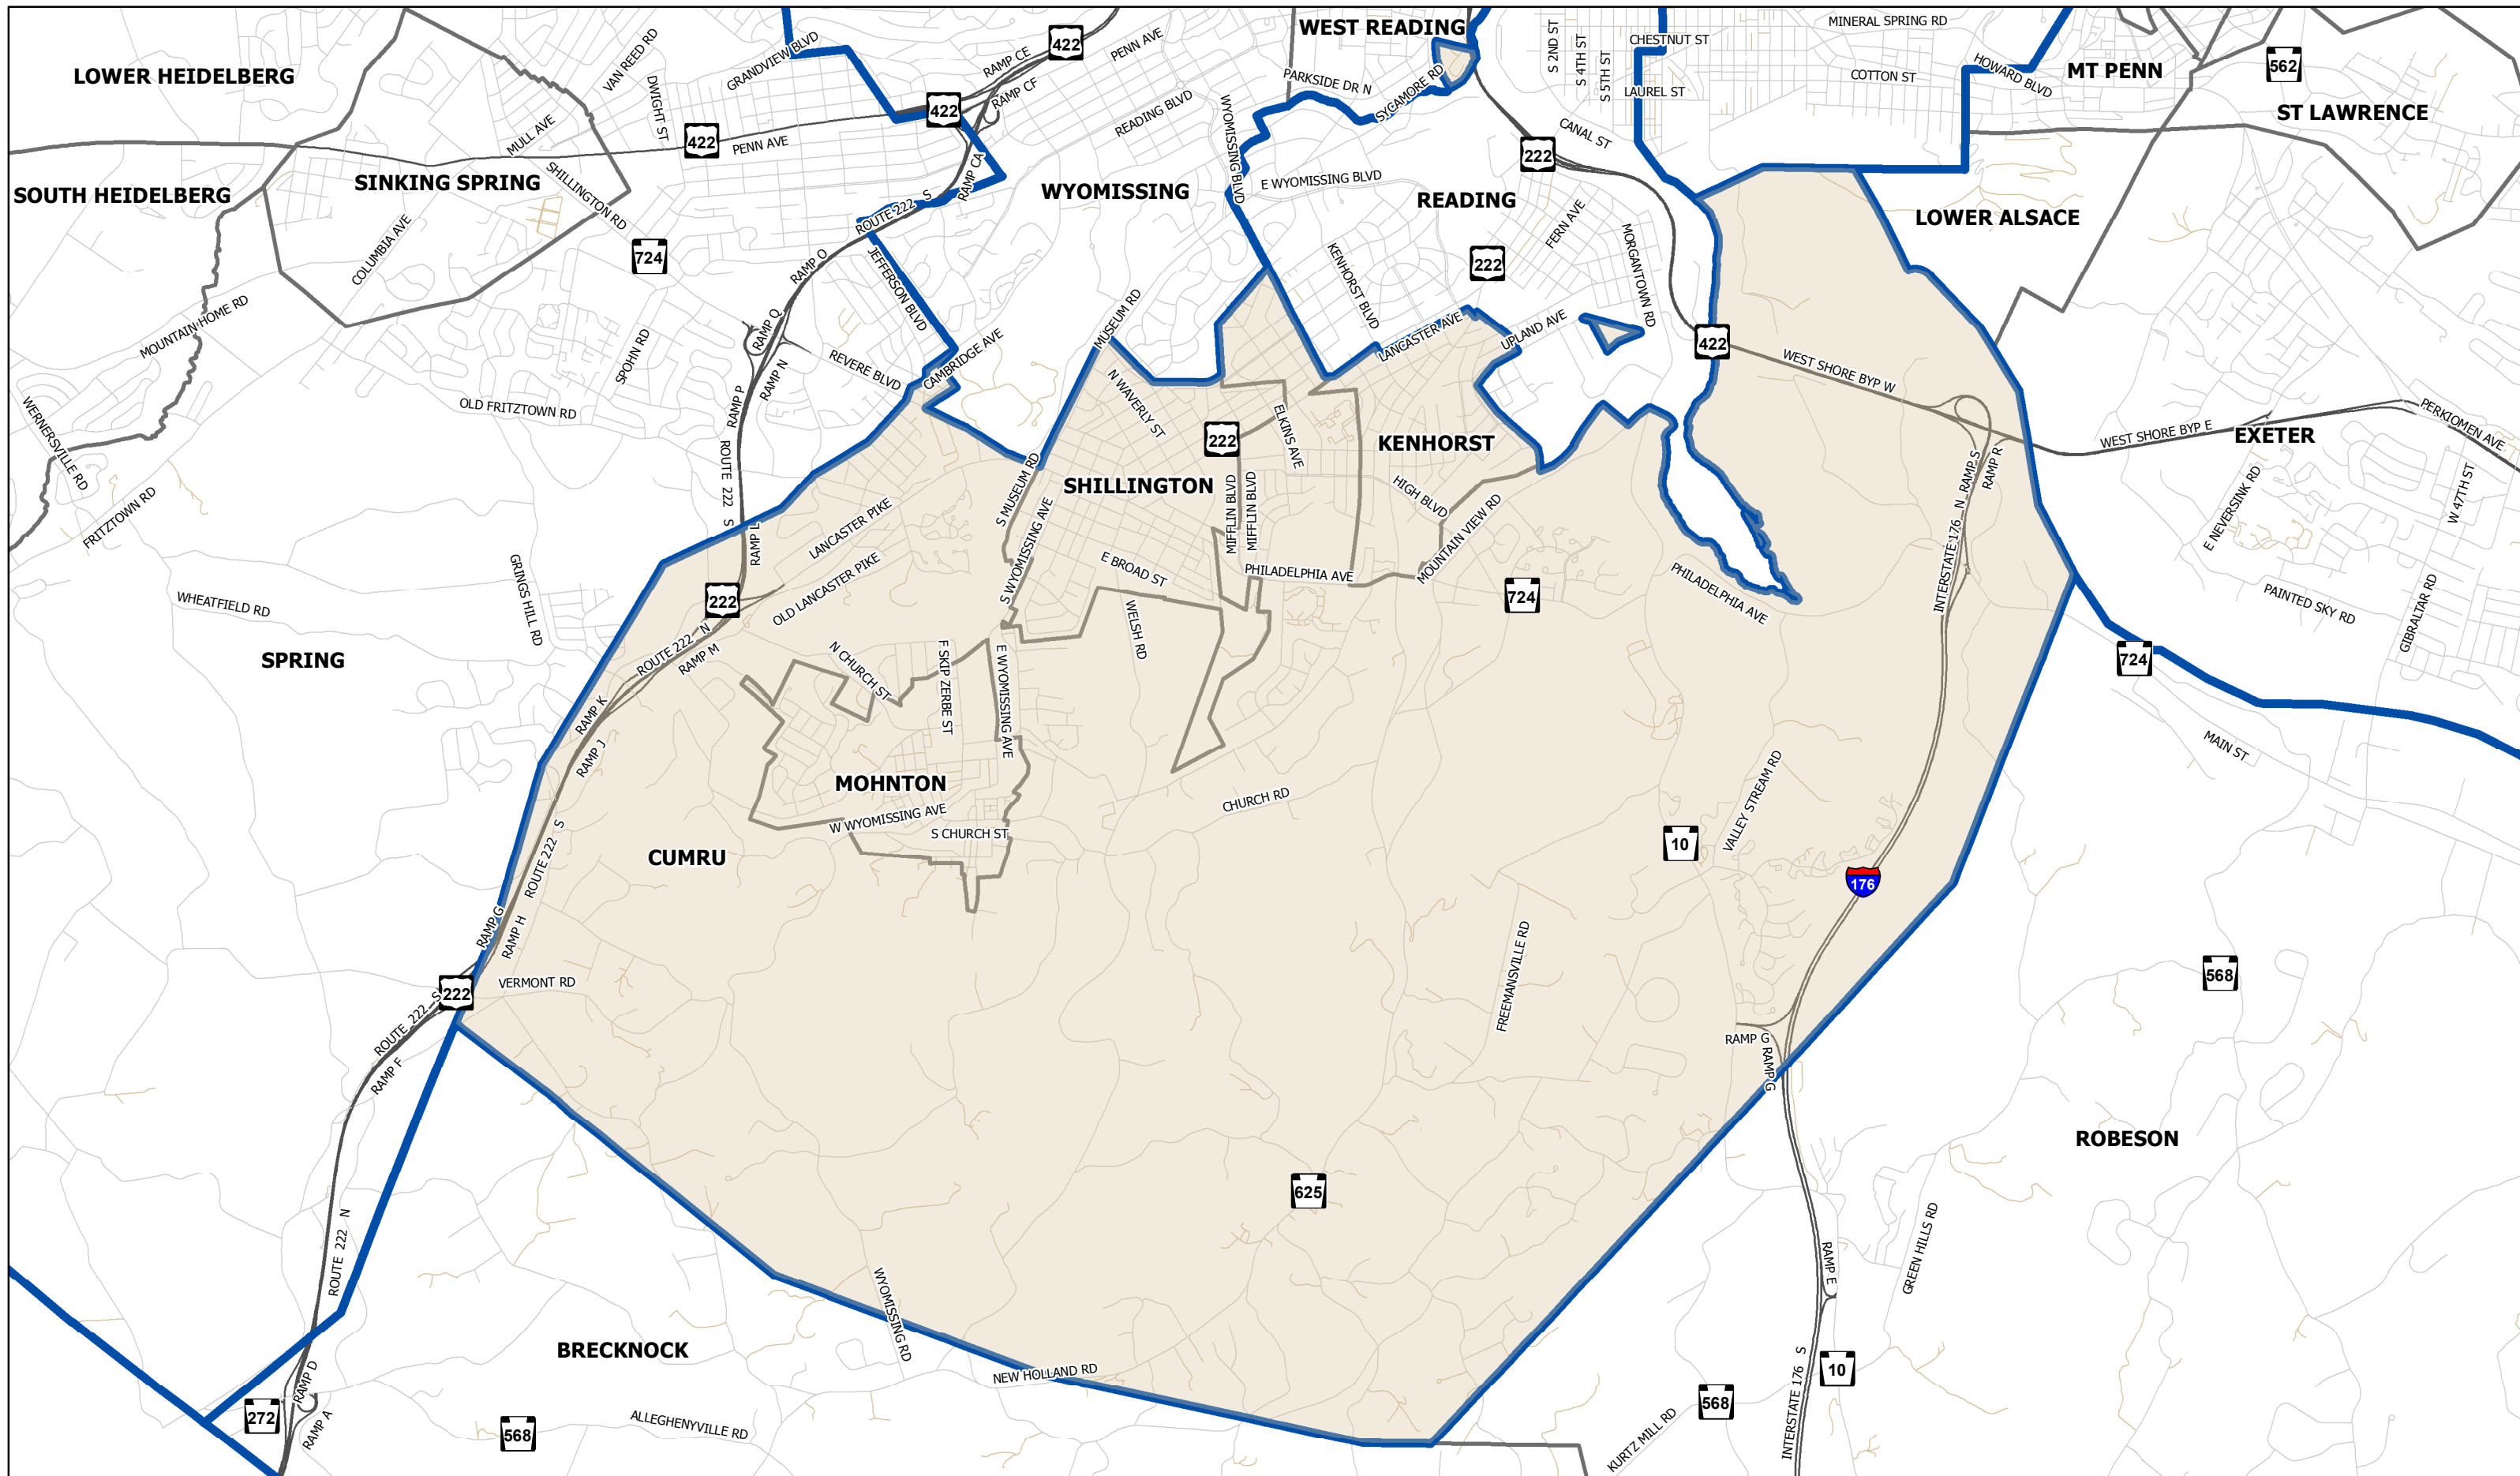 WEST READING
MINERAL SPRING RD
LOWER HEIDELBERG
VAN REED RD
GRANDVIEW BLVD
422
PENN AVE
S 2ND ST
S 4TH ST
S 5TH ST
CHESTNUT ST
COTTON ST
HOWARD BLVD
MT PENN
562
DWIGHT ST
RAMP CE
RAMP CF
PARKSIDE DR N
SYCAMORE RD
LAUREL ST
ST LAWRENCE
422
MULL AVE
422
PENN AVE
READING BLVD
WYOMISSING BLVD
CANAL ST
222
SOUTH HEIDELBERG
SINKING SPRING
SHILLINGTON RD
RAMP CA
WYOMISSING
E WYOMISSING BLVD
READING
LOWER ALSACE
COLUMBIA AVE
724
ROUTE 222 S
JEFFERSON BLVD
RAMP O
KENHORST BLVD
222
FERN AVE
MORGANTOWN RD
MOUNTAIN HOME RD
SPOHN RD
RAMP Q
RAMP N
RAMP P
REVERE BLVD
CAMBRIDGE AVE
MUSEUM RD
LANCASTER AVE
UPLAND AVE
422
WEST SHORE BYP W
WERNERSVILLE RD
OLD FRITZTOWN RD
N WAVERLY ST
ELKINS AVE
222
KENHORST
WEST SHORE BYP E
EXETER
PERKIOMEN AVE
FRITZTOWN RD
ROUTE 222 S
RAMP L
LANCASTER PIKE
S MUSEUM RD
SHILLINGTON
MIFFLIN BLVD
MIFFLIN BLVD
HIGH BLVD
MOUNTAIN VIEW RD
RAMP S
RAMP R
INTERSTATE 176 N
E NEVERSINK RD
W 47TH ST
GRINGS HILL RD
WHEATFIELD RD
222
OLD LANCASTER PIKE
S WYOMISSING AVE
E BROAD ST
PHILADELPHIA AVE
724
PHILADELPHIA AVE
PAINTED SKY RD
GIBRALTAR RD
SPRING
ROUTE 222 N
RAMP M
N CHURCH ST
F SKIP ZERBE ST
E WYOMISSING AVE
WELSH RD
724
RAMP K
RAMP J
MAIN ST
MOHNTON
W WYOMISSING AVE
S CHURCH ST
CHURCH RD
VALLEY STREAM RD
10
CUMRU
ROUTE 222 S
176
RAMP G
RAMP H
FREEMANSVILLE RD
568
222
VERMONT RD
ROUTE 222 S
RAMP F
RAMP G
RAMP G
ROBESON
625
ROUTE 222 N
WYOMISSING RD
RAMP E
GREEN HILLS RD
BRECKNOCK
NEW HOLLAND RD
RAMP D
272
RAMP A
568
ALLEGHENYVILLE RD
KURTZ MILL RD
568
10
INTERSTATE 176 S